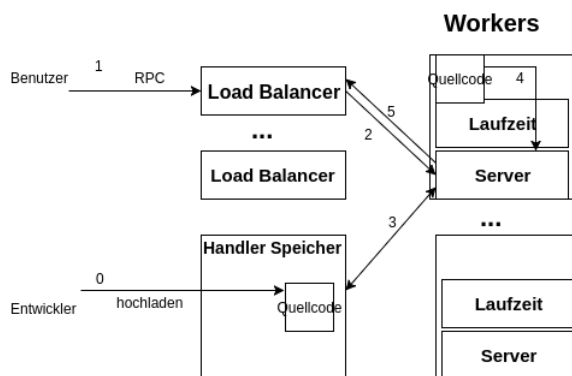 Workers
1
Benutzer
RPC
Load Balancer
Quellcode
4
Laufzeit
5
2
...
Load Balancer
Server
...
3
Handler Speicher
0
Entwickler
hochladen
Quellcode
Laufzeit
Server